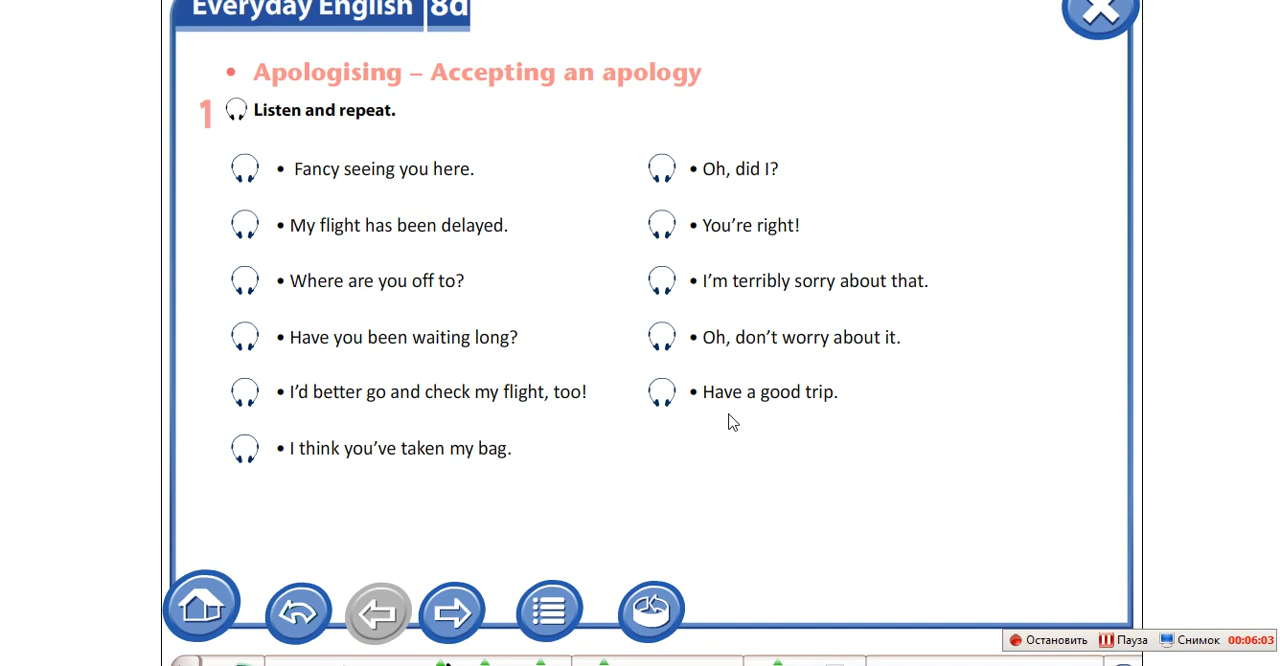 Everyday English 8d
• Apologising – Accepting an apology
1 Listen and repeat.
• Fancy seeing you here.
• My flight has been delayed.
• Where are you off to?
• Have you been waiting long?
• I'd better go and check my flight, too!
• I think you've taken my bag.
• Oh, did I?
• You're right!
• I'm terribly sorry about that.
• Oh, don't worry about it.
• Have a good trip.
Остановить Пауза Снимок 00:06:03